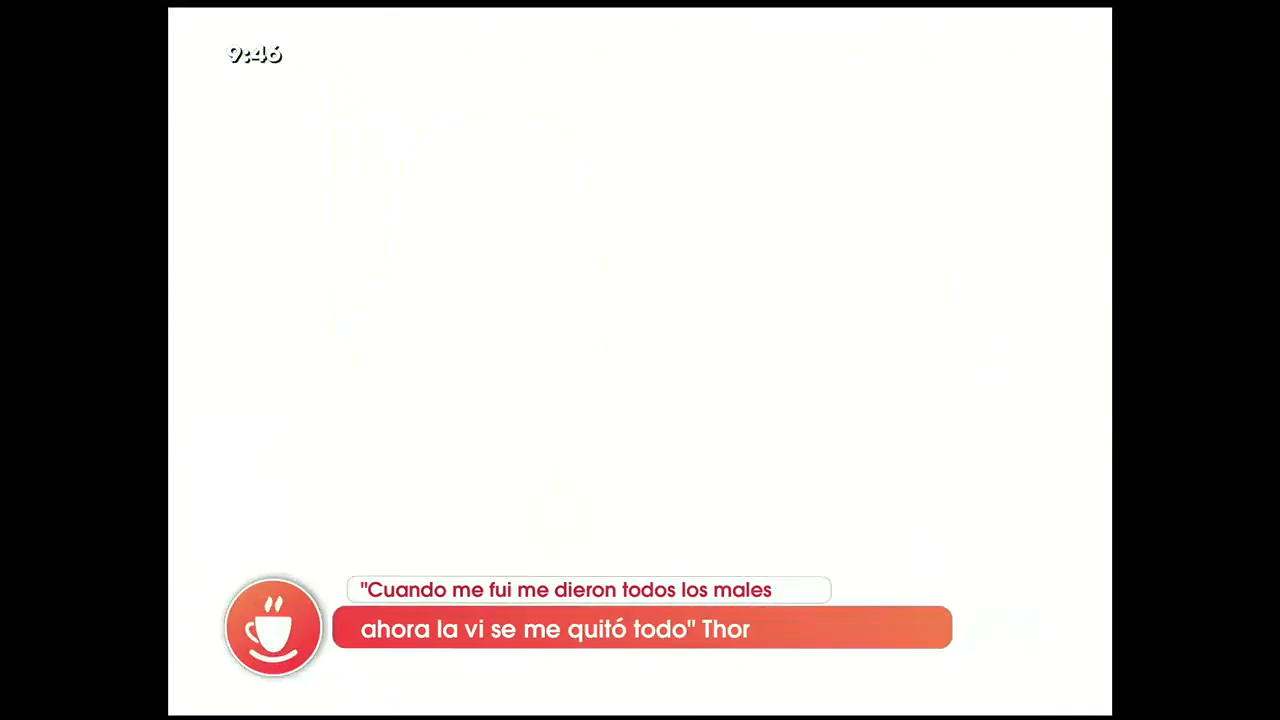 9:46
"Cuando me fui me dieron todos los males
ahora la vi se me quitó todo" Thor